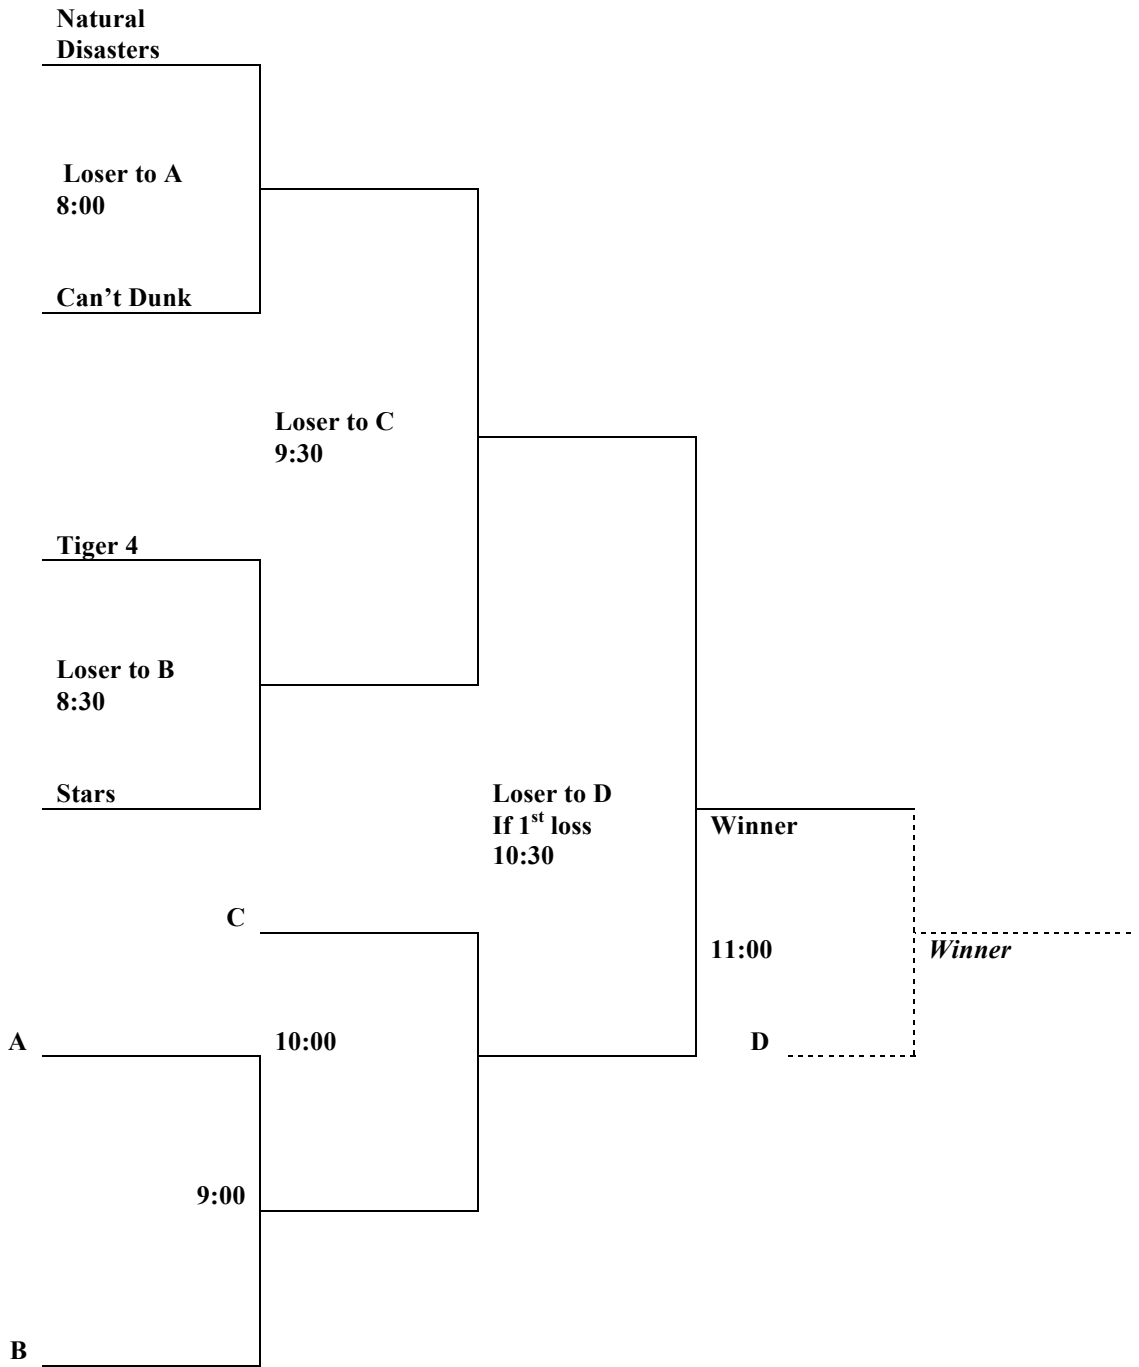 Natural
Disasters
Loser to A
8:00
Can’t Dunk
Loser to C
9:30
Tiger 4
Loser to B
8:30
Stars
Loser to D
If 1st loss
10:30
Winner
C
11:00
Winner
A
10:00
D
9:00
B